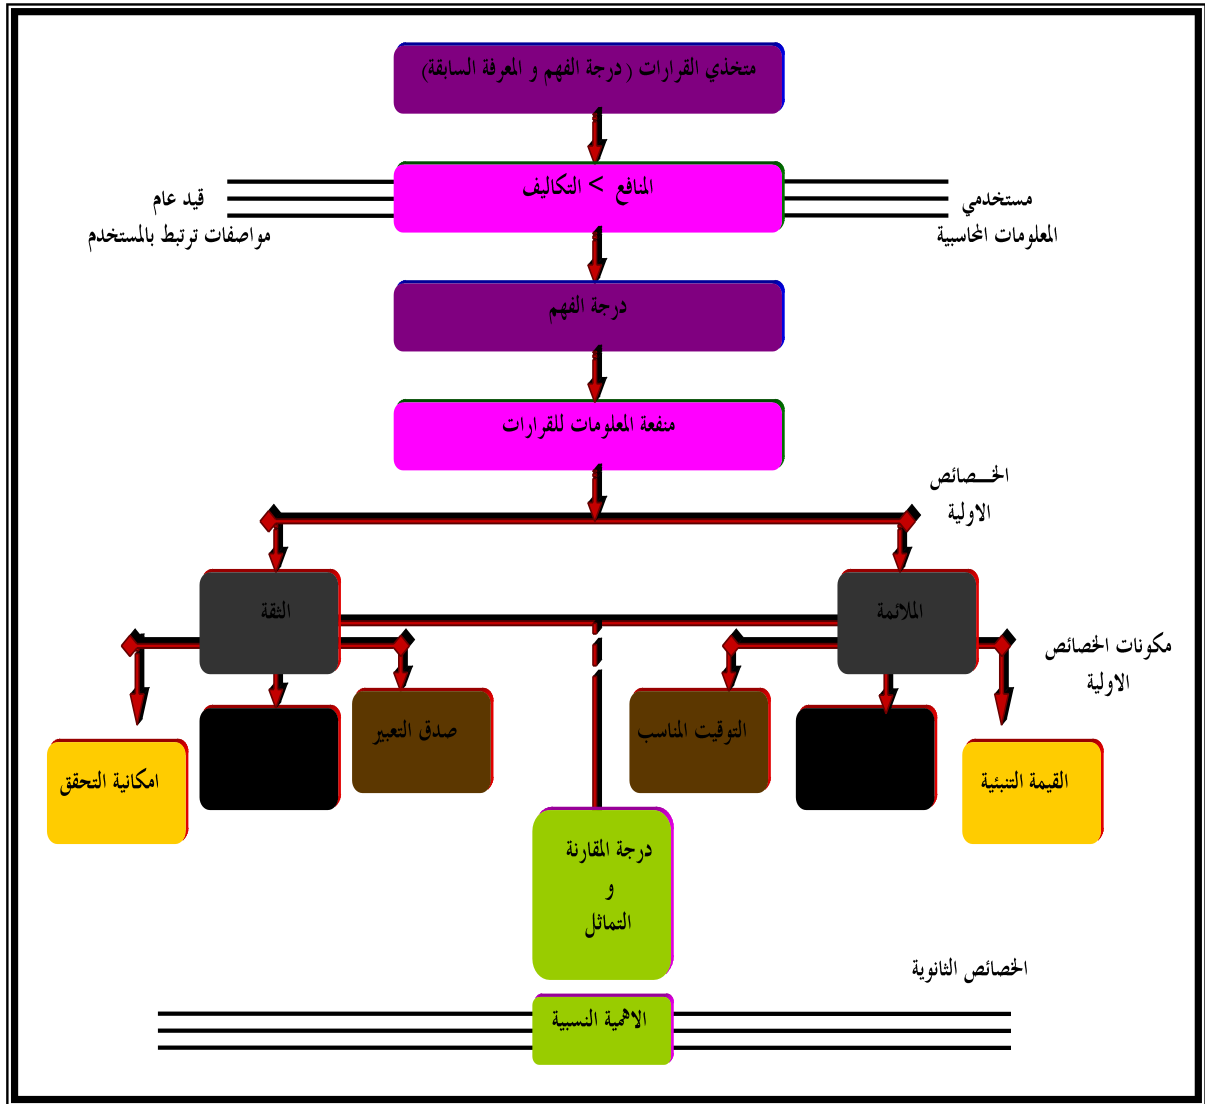 متخذي القرارات ( درجة الفهم و المعرفة السابقة)
المنافع > التكاليف
مستخدمي
المعلومات المحاسبية
قيد عام
مواصفات ترتبط بالمستخدم
درجة الفهم
منفعة المعلومات للقرارات
الخــصائص
الاولية
الملائمة
الثقة
مكونات الخصائص
الاولية
القيمة التنبئية
التوقيت المناسب
صدق التعبير
امكانية التحقق
درجة المقارنة
و
التماثل
الخصائص الثانوية
الاهمية النسبية